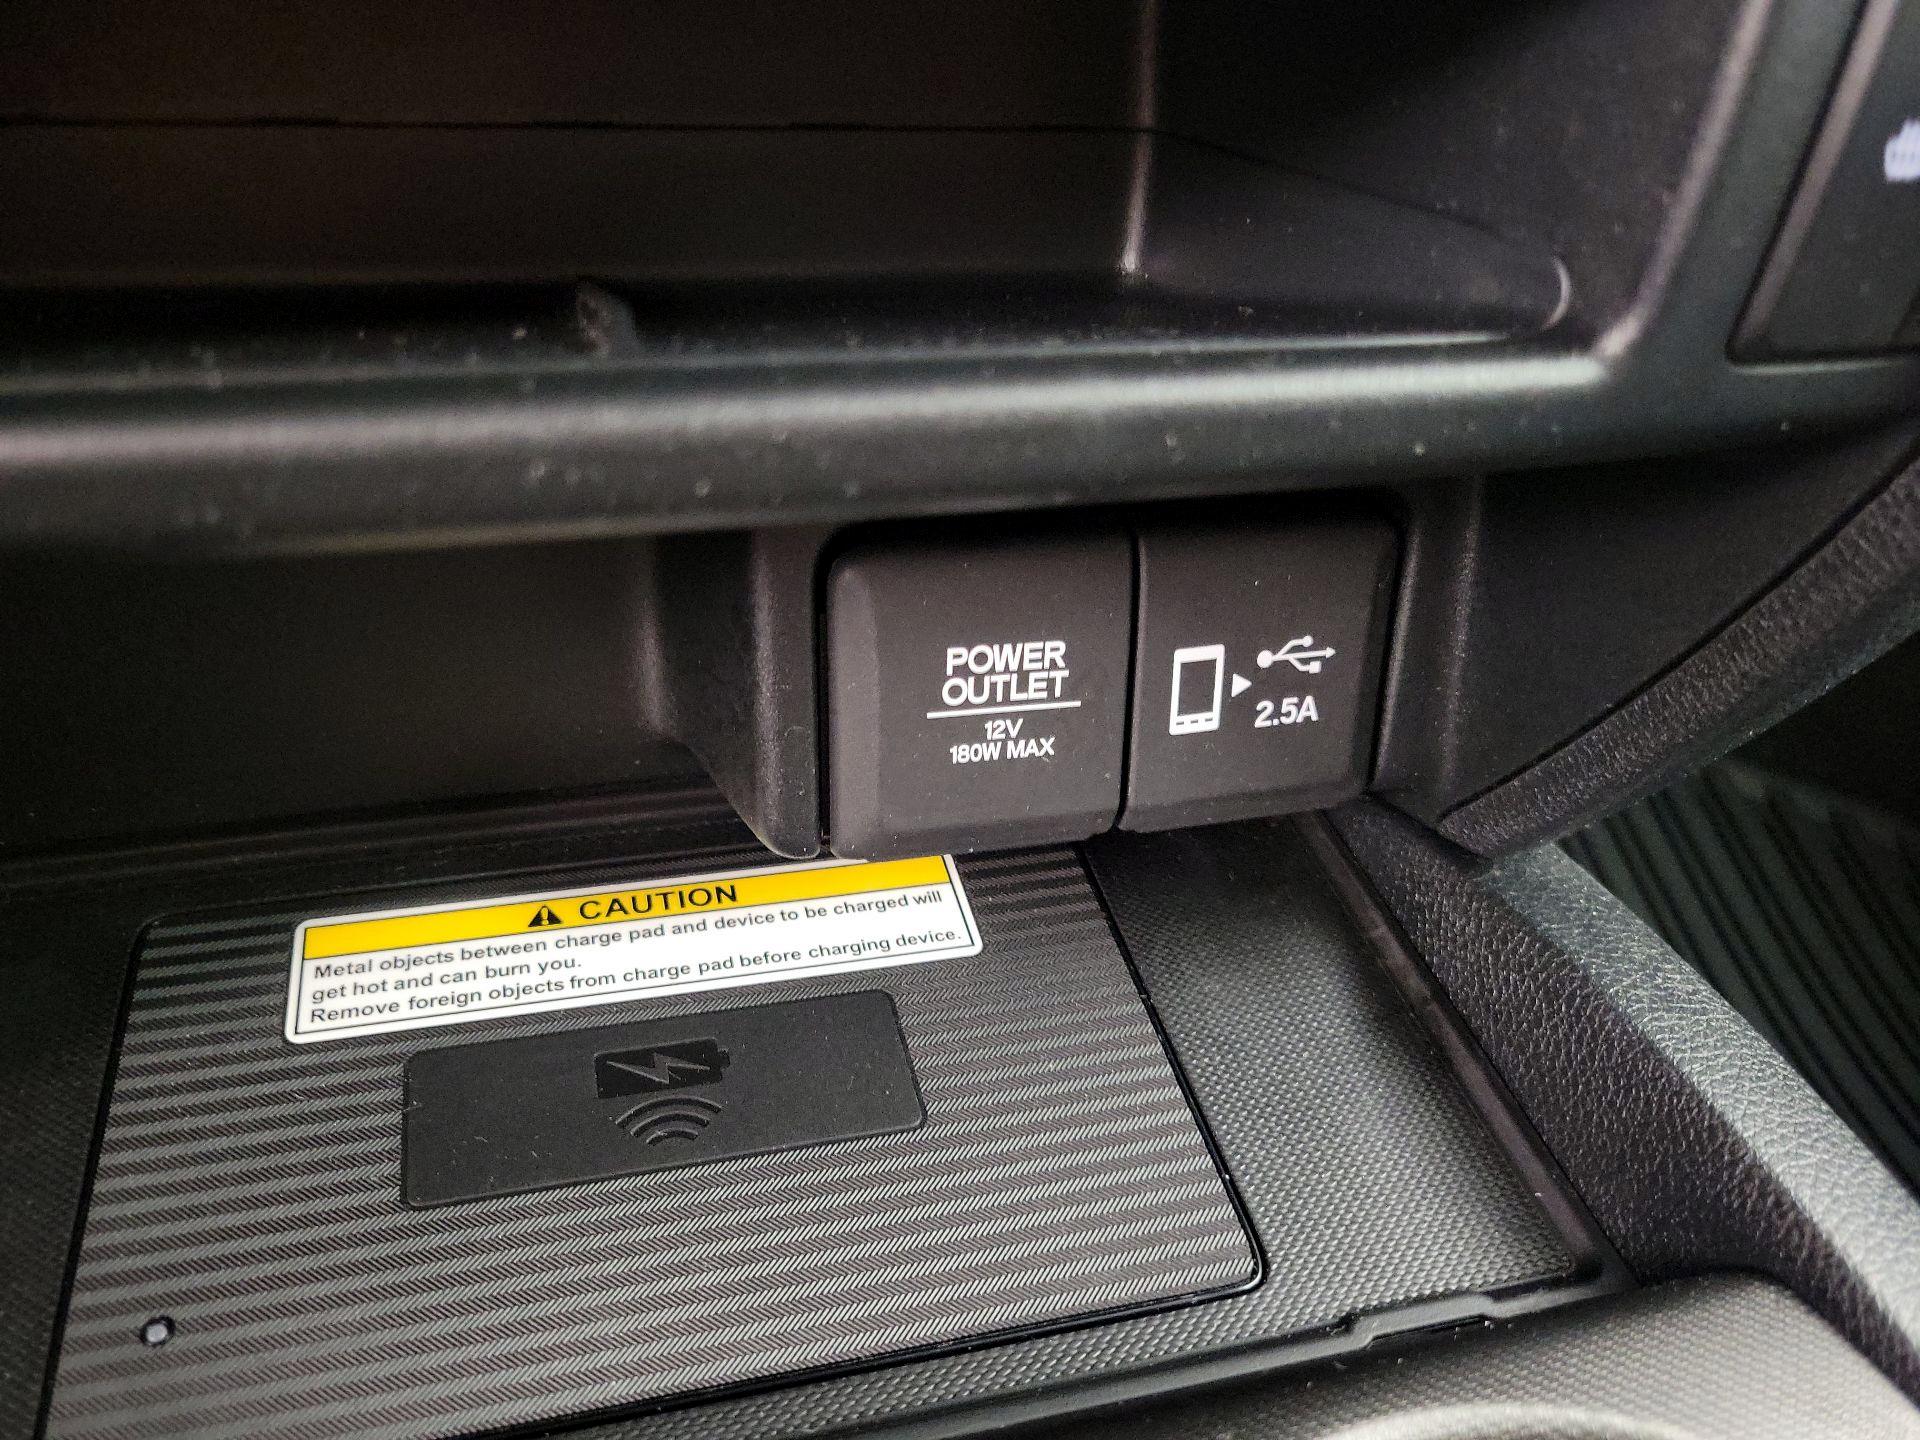 POWER
OUTLET
12V
180W MAX
2.5A
CAUTION
Metal objects between charge pad and device to be charged will
get hot and can burn you.
Remove foreign objects from charge pad before charging device.